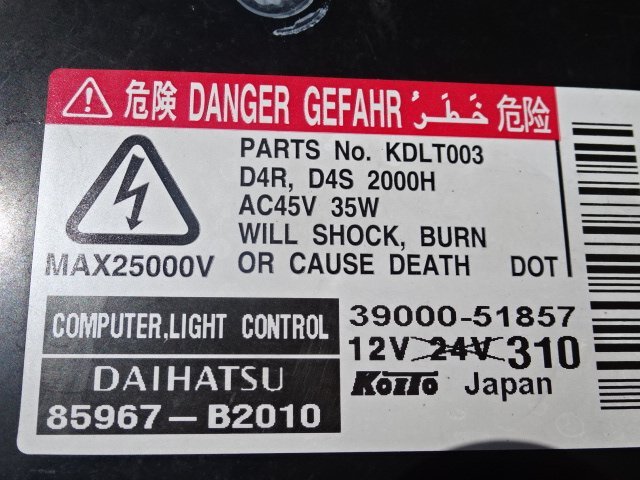 危険 DANGER GEFAHR خَطَرُ 危险
PARTS No. KDLT003
D4R, D4S 2000H
AC45V 35W
WILL SHOCK, BURN
OR CAUSE DEATH DOT
MAX25000V
COMPUTER,LIGHT CONTROL
DAIHATSU
85967-B2010
39000-51857
12V 24V 310
KOITO Japan